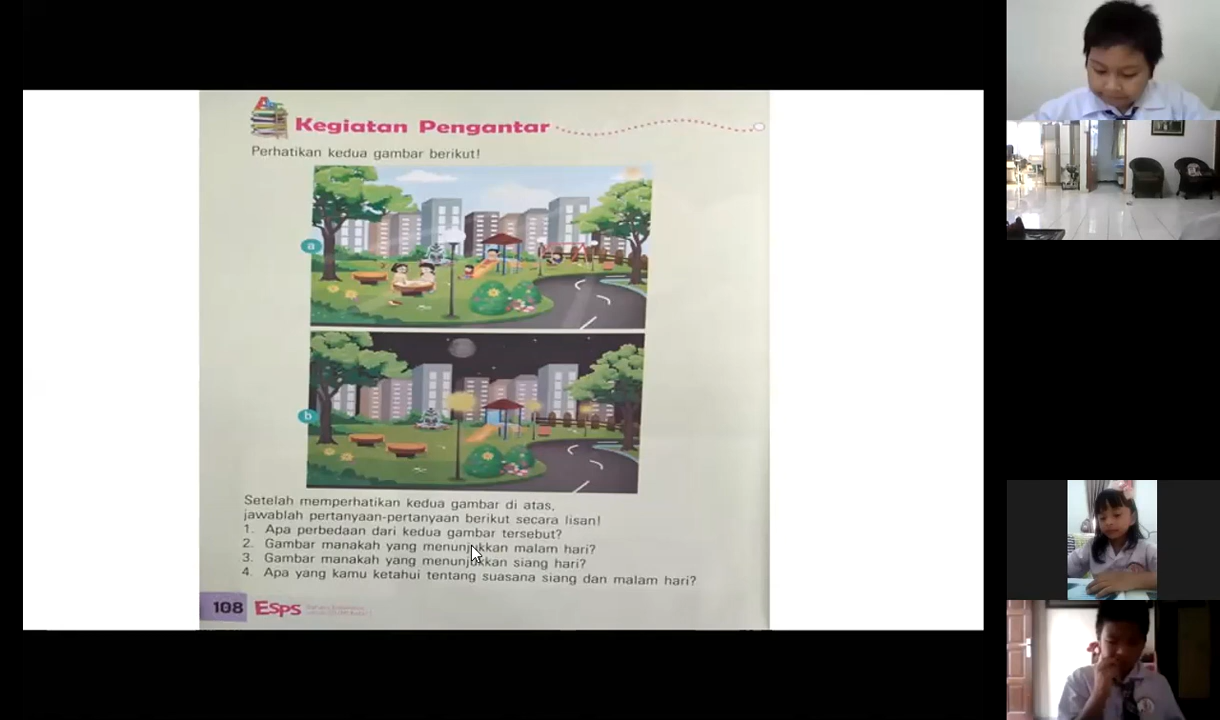 Kegiatan Pengantar
Perhatikan kedua gambar berikut!
a
b
Setelah memperhatikan kedua gambar di atas,
jawablah pertanyaan-pertanyaan berikut secara lisan!
1. Apa perbedaan dari kedua gambar tersebut?
2. Gambar manakah yang menunjukkan malam hari?
3. Gambar manakah yang menunjukkan siang hari?
4. Apa yang kamu ketahui tentang suasana siang dan malam hari?
108 ESPS